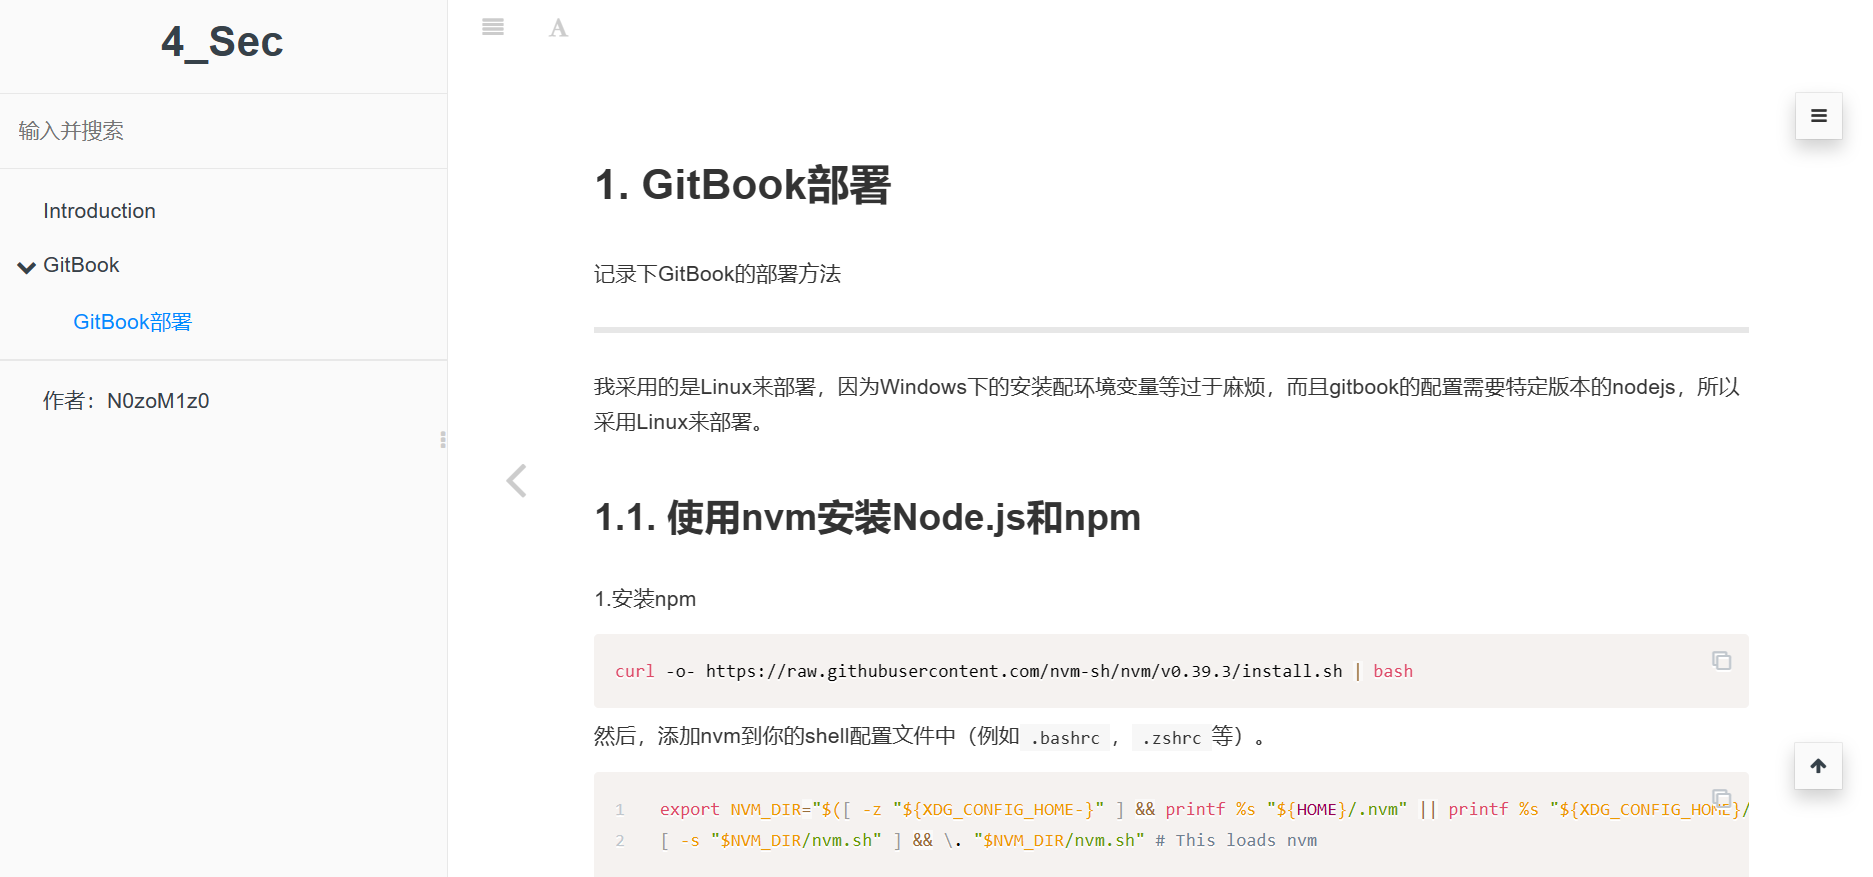 4_Sec
A
输入并搜索
Introduction
GitBook
GitBook部署
作者：N0zoM1z0
1. GitBook部署
记录下GitBook的部署方法
我采用的是Linux来部署，因为Windows下的安装配环境变量等过于麻烦，而且gitbook的配置需要特定版本的nodejs，所以
采用Linux来部署。
1.1. 使用nvm安装Node.js和npm
1.安装npm
curl -o- https://raw.githubusercontent.com/nvm-sh/nvm/v0.39.3/install.sh | bash
然后，添加nvm到你的shell配置文件中（例如 .bashrc ， .zshrc 等）。
1 export NVM_DIR="$([ -z "${XDG_CONFIG_HOME-}" ] && printf %s "${HOME}/.nvm" || printf %s "${XDG_CONFIG_HOME}/
2 [ -s "$NVM_DIR/nvm.sh" ] && \. "$NVM_DIR/nvm.sh" # This loads nvm